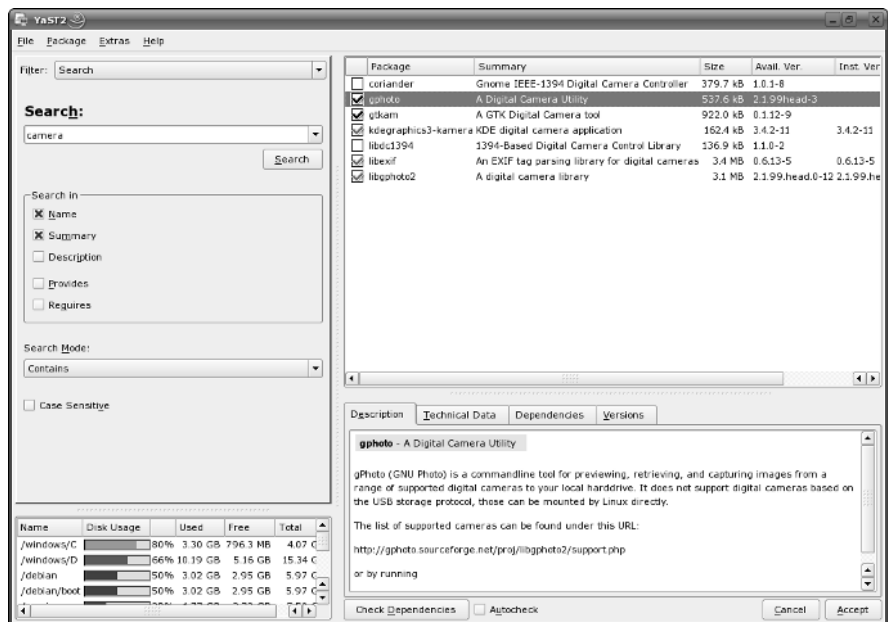 YaST2
File Package Extras Help
Filter: Search
Search:
camera
Search
Search in
Name
Summary
Description
Provides
Requires
Search Mode:
Contains
Case Sensitive
Name Disk Usage Used Free Total
/windows/C 80% 3.30 GB 796.3 MB 4.07 G
/windows/D 66% 10.19 GB 5.16 GB 15.34 G
/debian 50% 3.02 GB 2.95 GB 5.97 G
/debian/boot 50% 3.02 GB 2.95 GB 5.97 G
Package Summary Size Avail. Ver. Inst. Ver
coriander Gnome IEEE-1394 Digital Camera Controller 379.7 kB 1.0.1-8
gphoto A Digital Camera Utility 537.6 kB 2.1.99head-3
gtkam A GTK Digital Camera tool 922.0 kB 0.1.12-9
kdegraphics3-kamera KDE digital camera application 162.4 kB 3.4.2-11 3.4.2-11
libdc1394 1394-Based Digital Camera Control Library 136.9 kB 1.1.0-2
libexif An EXIF tag parsing library for digital cameras 3.4 MB 0.6.13-5 0.6.13-5
libgphoto2 A digital camera library 3.1 MB 2.1.99.head.0-12 2.1.99.he
Description Technical Data Dependencies Versions
gphoto - A Digital Camera Utility
gPhoto (GNU Photo) is a commandline tool for previewing, retrieving, and capturing images from a
range of supported digital cameras to your local harddrive. It does not support digital cameras based on
the USB storage protocol, those can be mounted by Linux directly.
The list of supported cameras can be found under this URL:
http://gphoto.sourceforge.net/proj/libgphoto2/support.php
or by running
Check Dependencies Autocheck Cancel Accept